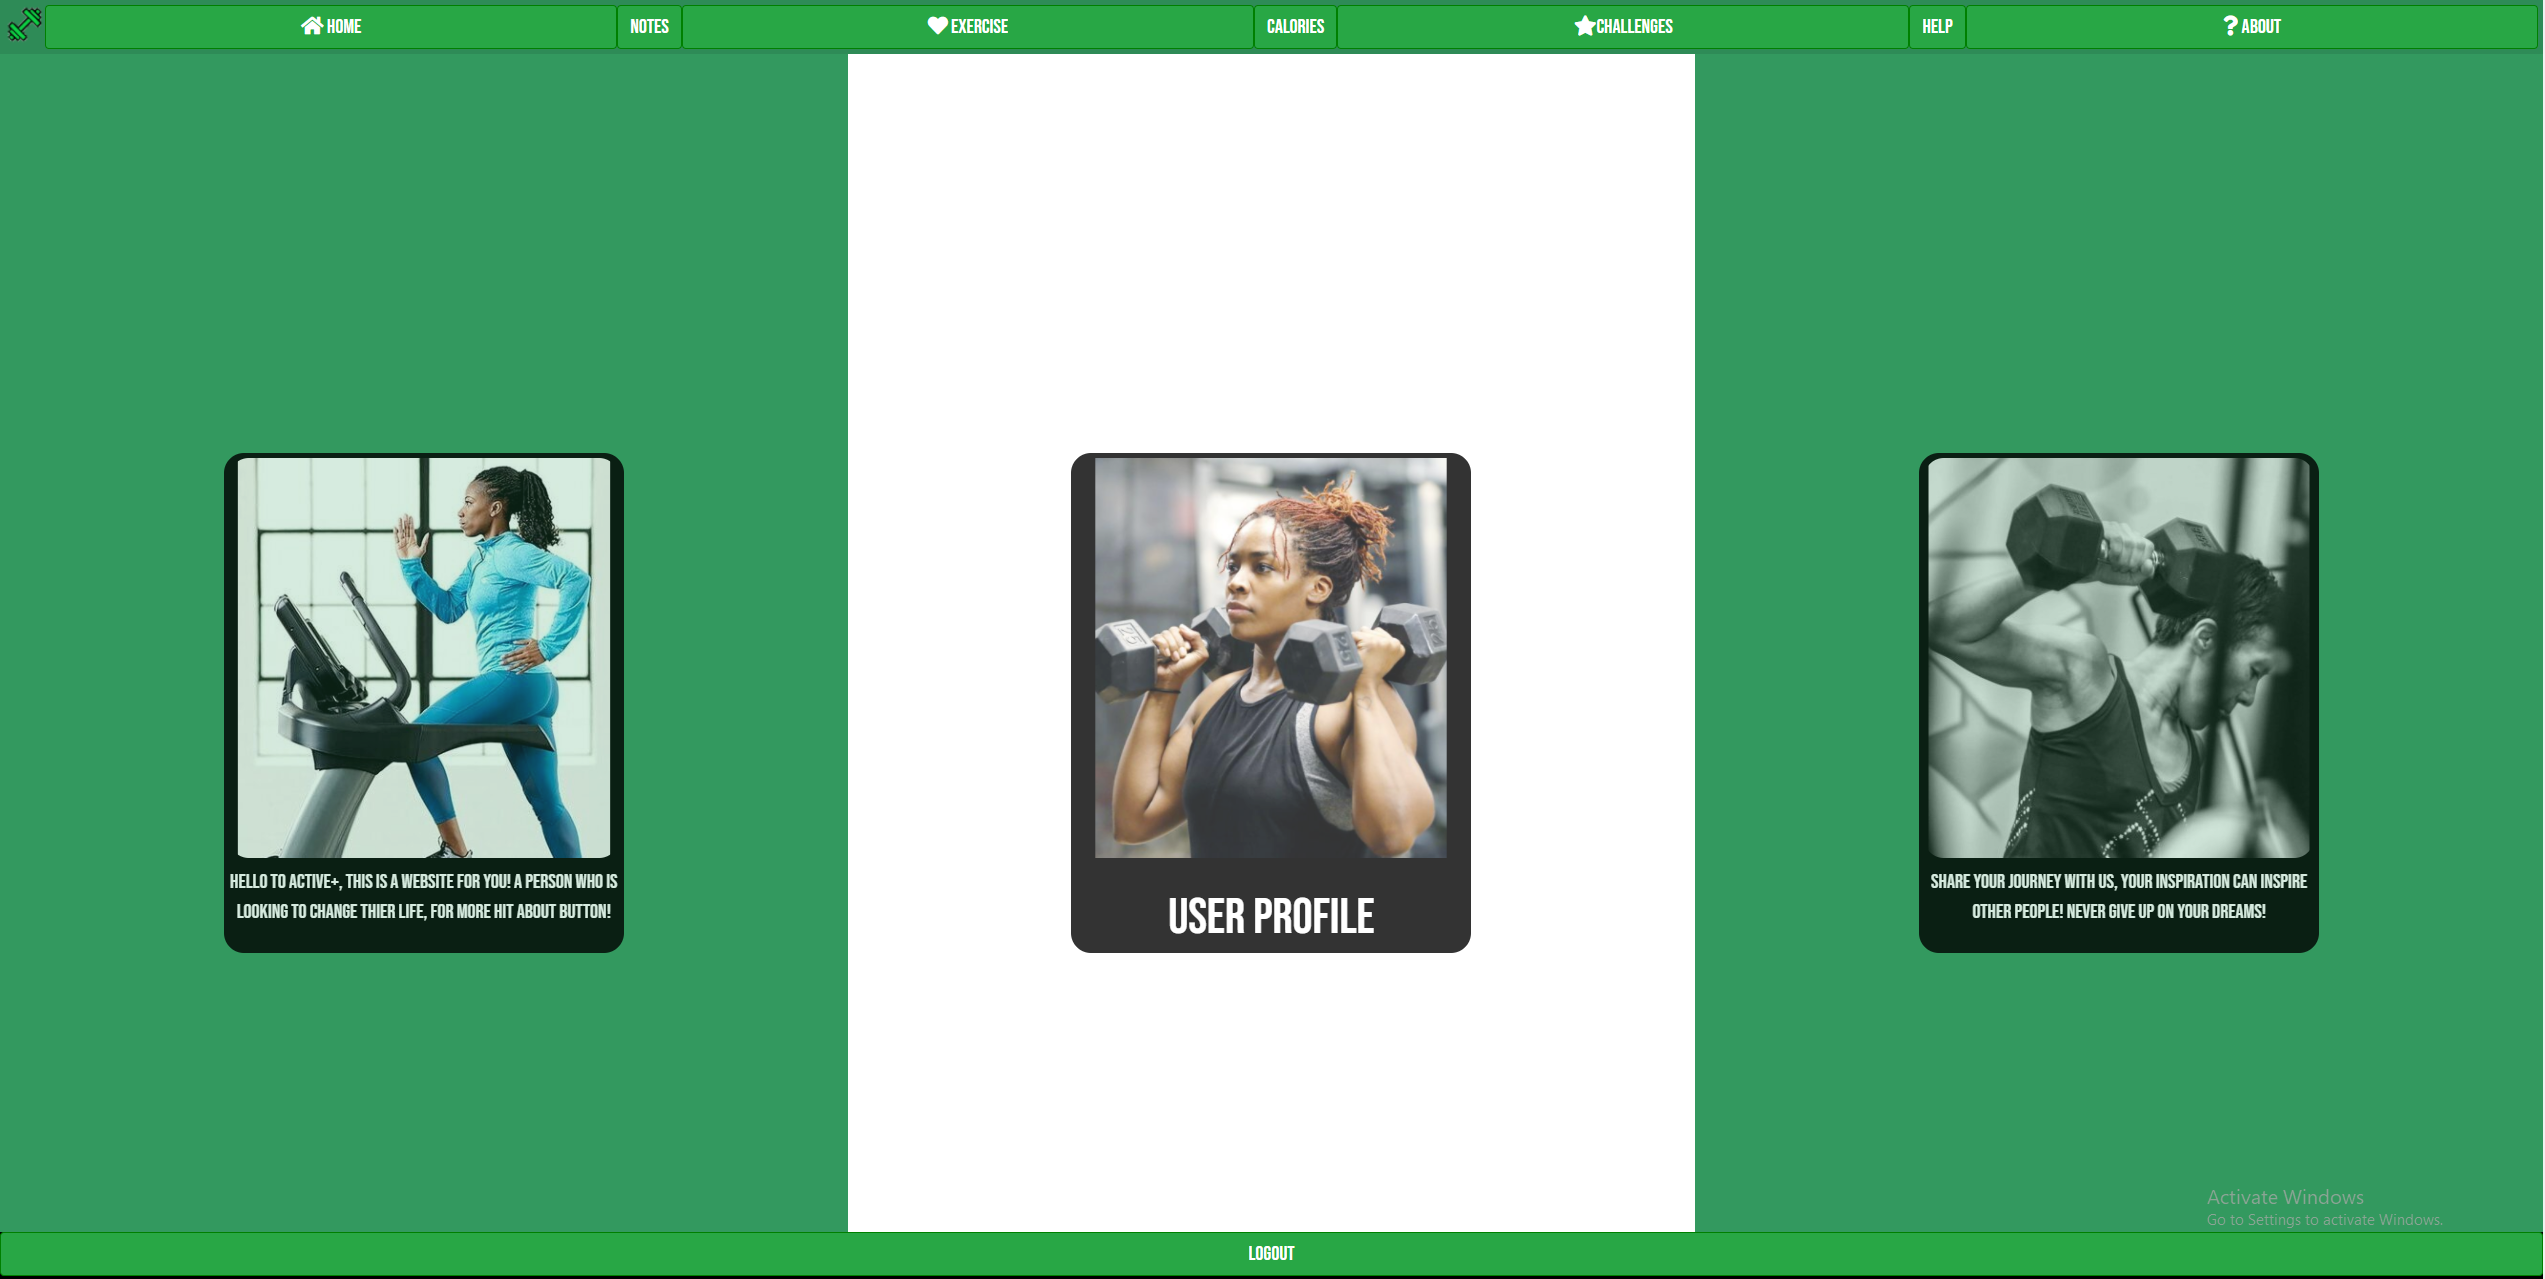 HOME
NOTES
EXERCISE
CALORIES
CHALLENGES
HELP
ABOUT
25
HELLO TO ACTIVE+, THIS IS A WEBSITE FOR YOU! A PERSON WHO IS
LOOKING TO CHANGE THIER LIFE, FOR MORE HIT ABOUT BUTTON!
USER PROFILE
SHARE YOUR JOURNEY WITH US, YOUR INSPIRATION CAN INSPIRE
OTHER PEOPLE! NEVER GIVE UP ON YOUR DREAMS!
Activate Windows
Go to Settings to activate Windows.
LOGOUT